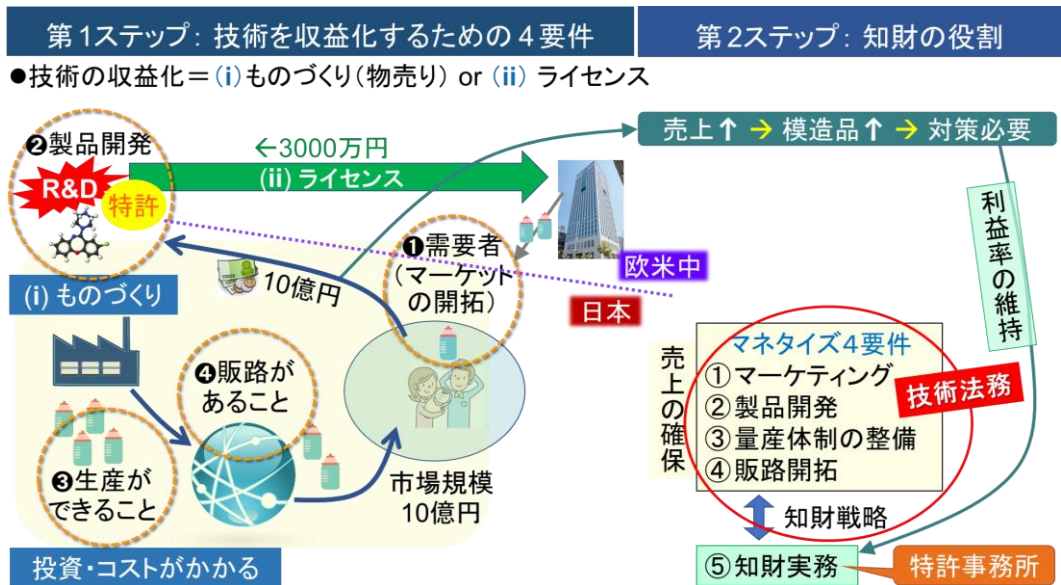 第1ステップ：技術を収益化するための4要件
第2ステップ：知財の役割
●技術の収益化＝(i)ものづくり(物売り) or (ii) ライセンス
❷製品開発
R&D
特許
←3000万円
(ii) ライセンス
売上↑ → 模造品↑ → 対策必要
❶需要者
(マーケット
の開拓)
欧米中
日本
利益率の維持
(i) ものづくり
10億円
❹販路が
あること
❸生産が
できること
市場規模
10億円
投資・コストがかかる
売上の確保
マネタイズ4要件
①マーケティング
②製品開発
③量産体制の整備
④販路開拓
技術法務
知財戦略
⑤知財実務
特許事務所